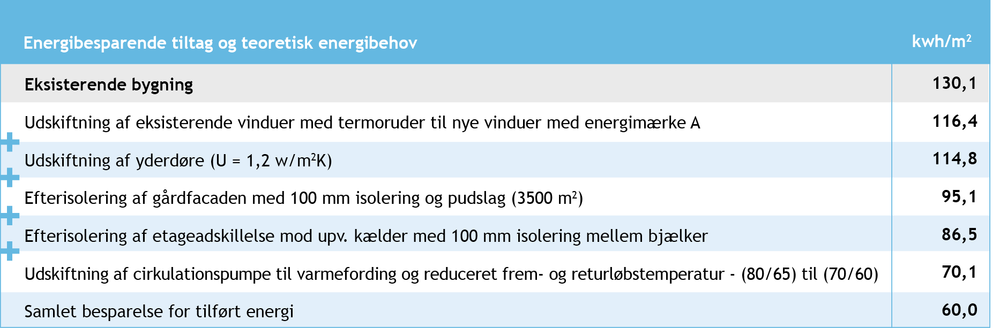 Energibesparende tiltag og teoretisk energibehov kwh/m²
Eksisterende bygning 130,1
Udskiftning af eksisterende vinduer med termoruder til nye vinduer med energimærke A 116,4
Udskiftning af yderdøre (U = 1,2 w/m²K) 114,8
Efterisolering af gårdfacaden med 100 mm isolering og pudslag (3500 m²) 95,1
Efterisolering af etageadskillelse mod upv. kælder med 100 mm isolering mellem bjælker 86,5
Udskiftning af cirkulationspumpe til varmefording og reduceret frem- og returløbstemperatur - (80/65) til (70/60) 70,1
Samlet besparelse for tilført energi 60,0